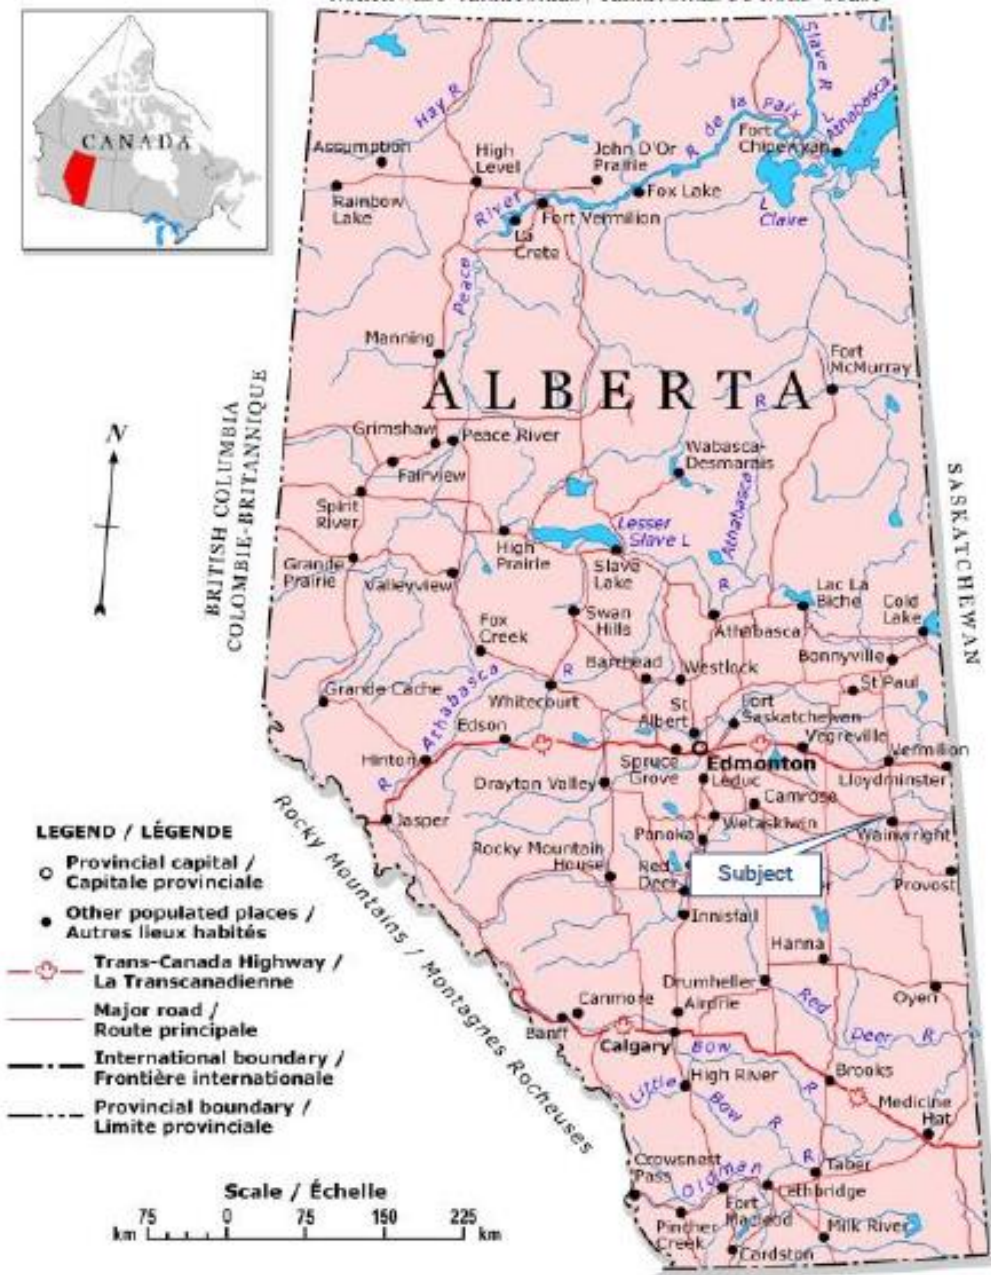 CANADA
Hay R
Slave R
R de la Paix
L Athabasca
Fort
Chipewyan
Assumption
High
Level
John D'Or
Prairie
Rainbow
Lake
Fox Lake
Fort Vermilion
L
Claire
River
La
Crete
Peace
Manning
Fort
McMurray
ALBERTA
R
Grimshaw
Peace River
Fairview
Wabasca-
Desmarais
Athabasca
Spirit
River
Lesser
Slave L
High
Prairie
Slave
Lake
Grande
Prairie
Valleyview
R
Lac La
Biche
Cold
Lake
Swan
Hills
Fox
Creek
Athabasca
Bonnyville
Barrhead
Westlock
St Paul
Grande Cache
Athabasca
R
Whitecourt
St
Albert
Fort
Saskatchewan
Edson
Vegreville
Vermilion
Hinton
Spruce
Grove
Edmonton
Leduc
Lloydminster
R
Drayton Valley
Camrose
Jasper
Wetaskiwin
Ponoka
Wainwright
Rocky Mountain
House
Red
Deer
Subject
Provost
Innisfail
Hanna
Drumheller
Oyen
Canmore
Airdrie
Red
Deer R
Banff
Calgary
Bow
R
Brooks
High River
Little
Bow
R
Medicine
Hat
Crowsnest
Pass
Oldman
R
Taber
Fort
Macleod
Lethbridge
Pincher
Creek
Milk River
Cardston
N
BRITISH COLUMBIA
COLOMBIE-BRITANNIQUE
SASKATCHEWAN
Rocky Mountains / Montagnes Rocheuses
LEGEND / LÉGENDE
Provincial capital /
Capitale provinciale
Other populated places /
Autres lieux habités
Trans-Canada Highway /
La Transcanadienne
Major road /
Route principale
International boundary /
Frontière internationale
Provincial boundary /
Limite provinciale
Scale / Échelle
75 0 75 150 225
km km